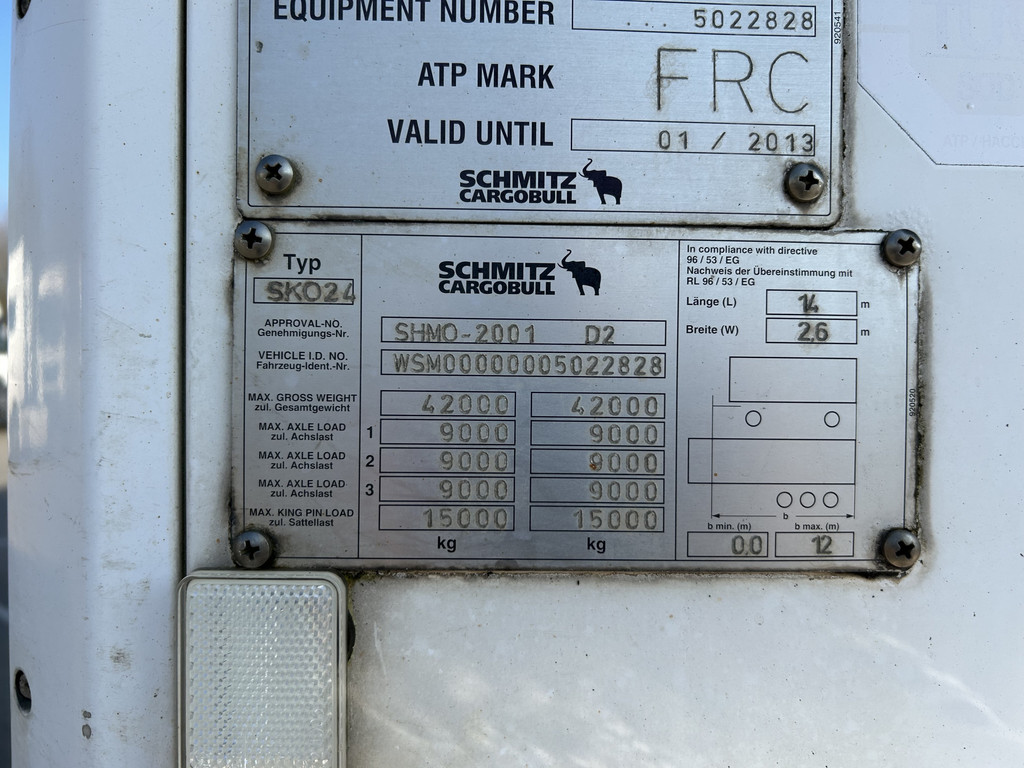 EQUIPMENT NUMBER ... 5022828
920541
ATP MARK FRC
VALID UNTIL 01 / 2013
SCHMITZ
CARGOBULL
Typ
SKO24
SCHMITZ
CARGOBULL
APPROVAL-NO.
Genehmigungs-Nr.
SHMO-2001 D2
VEHICLE I.D. NO.
Fahrzeug-Ident.-Nr.
WSM00000005022828
MAX. GROSS WEIGHT
zul. Gesamtgewicht
42000 42000
MAX. AXLE LOAD
zul. Achslast
1 9000 9000
MAX. AXLE LOAD
zul. Achslast
2 9000 9000
MAX. AXLE LOAD
zul. Achslast
3 9000 9000
MAX. KING PIN LOAD
zul. Sattellast
15000 15000
kg kg
In compliance with directive
96 / 53 / EG
Nachweis der Übereinstimmung mit
RL 96 / 53 / EG
Länge (L) 14 m
Breite (W) 2,6 m
920520
b
b min. (m) b max. (m)
0.0 12